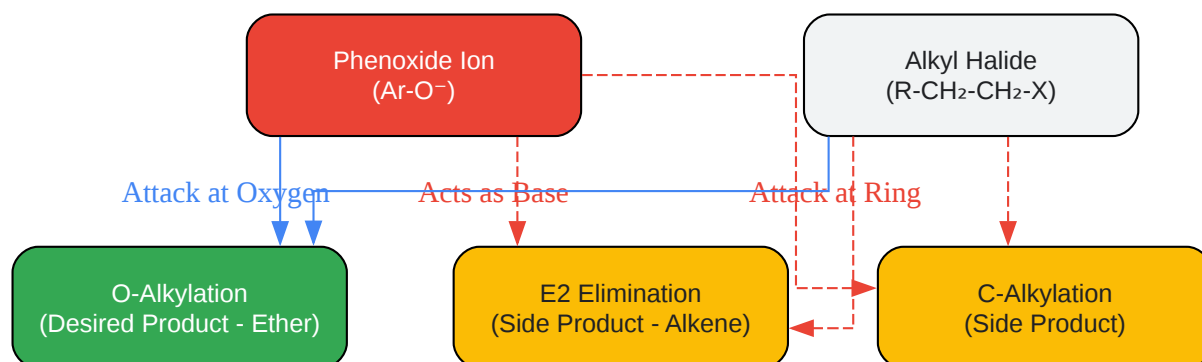 Phenoxide Ion
(Ar-O⁻)
Alkyl Halide
(R-CH₂-CH₂-X)
Attack at Oxygen
Acts as Base
Attack at Ring
O-Alkylation
(Desired Product - Ether)
E2 Elimination
(Side Product - Alkene)
C-Alkylation
(Side Product)